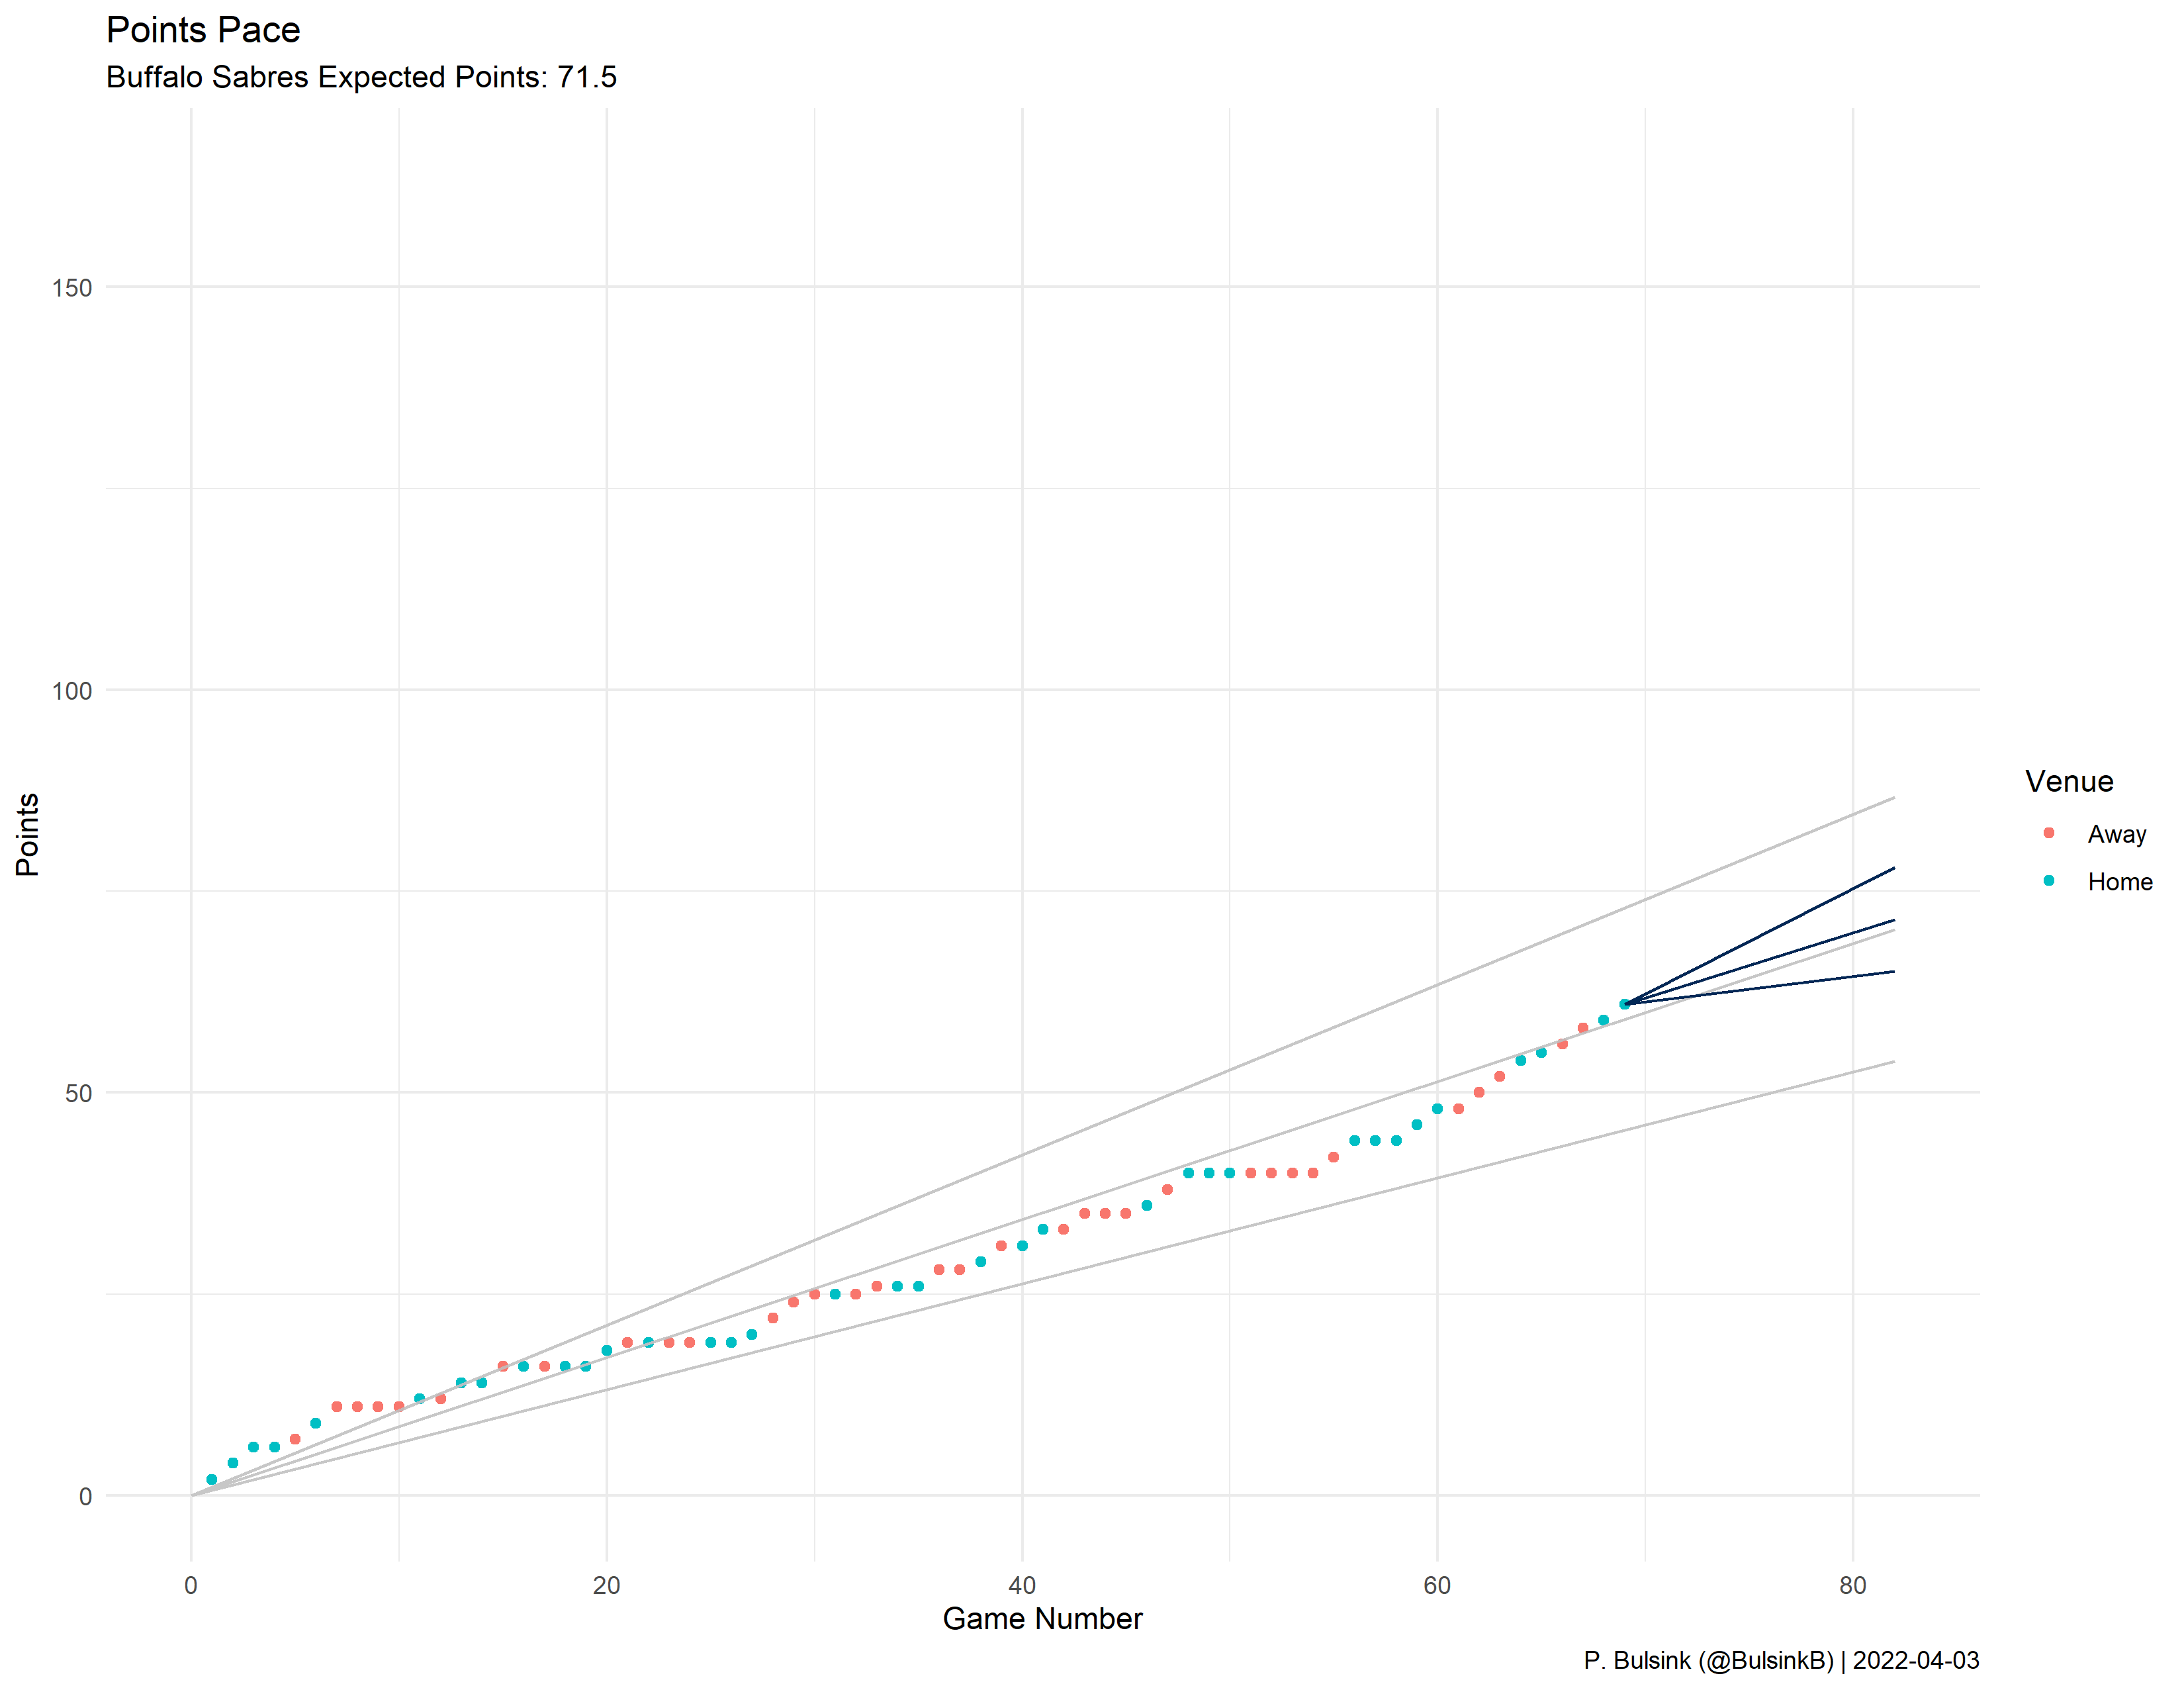 Points Pace
Buffalo Sabres Expected Points: 71.5
150
100
50
0
Points
0 20 40 60 80
Game Number
Venue
Away
Home
P. Bulsink (@BulsinkB) | 2022-04-03